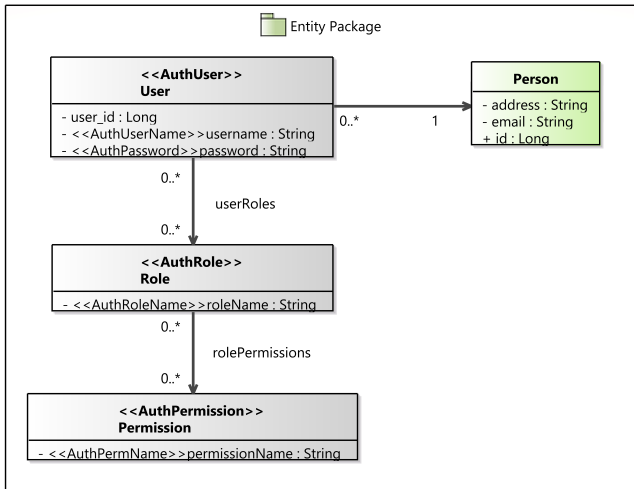 Entity Package
<<AuthUser>>
User
- user_id : Long
- <<AuthUserName>>username : String
- <<AuthPassword>>password : String
Person
- address : String
- email : String
+ id : Long
0..*
1
0..*
userRoles
0..*
<<AuthRole>>
Role
- <<AuthRoleName>>roleName : String
0..*
rolePermissions
0..*
<<AuthPermission>>
Permission
- <<AuthPermName>>permissionName : String